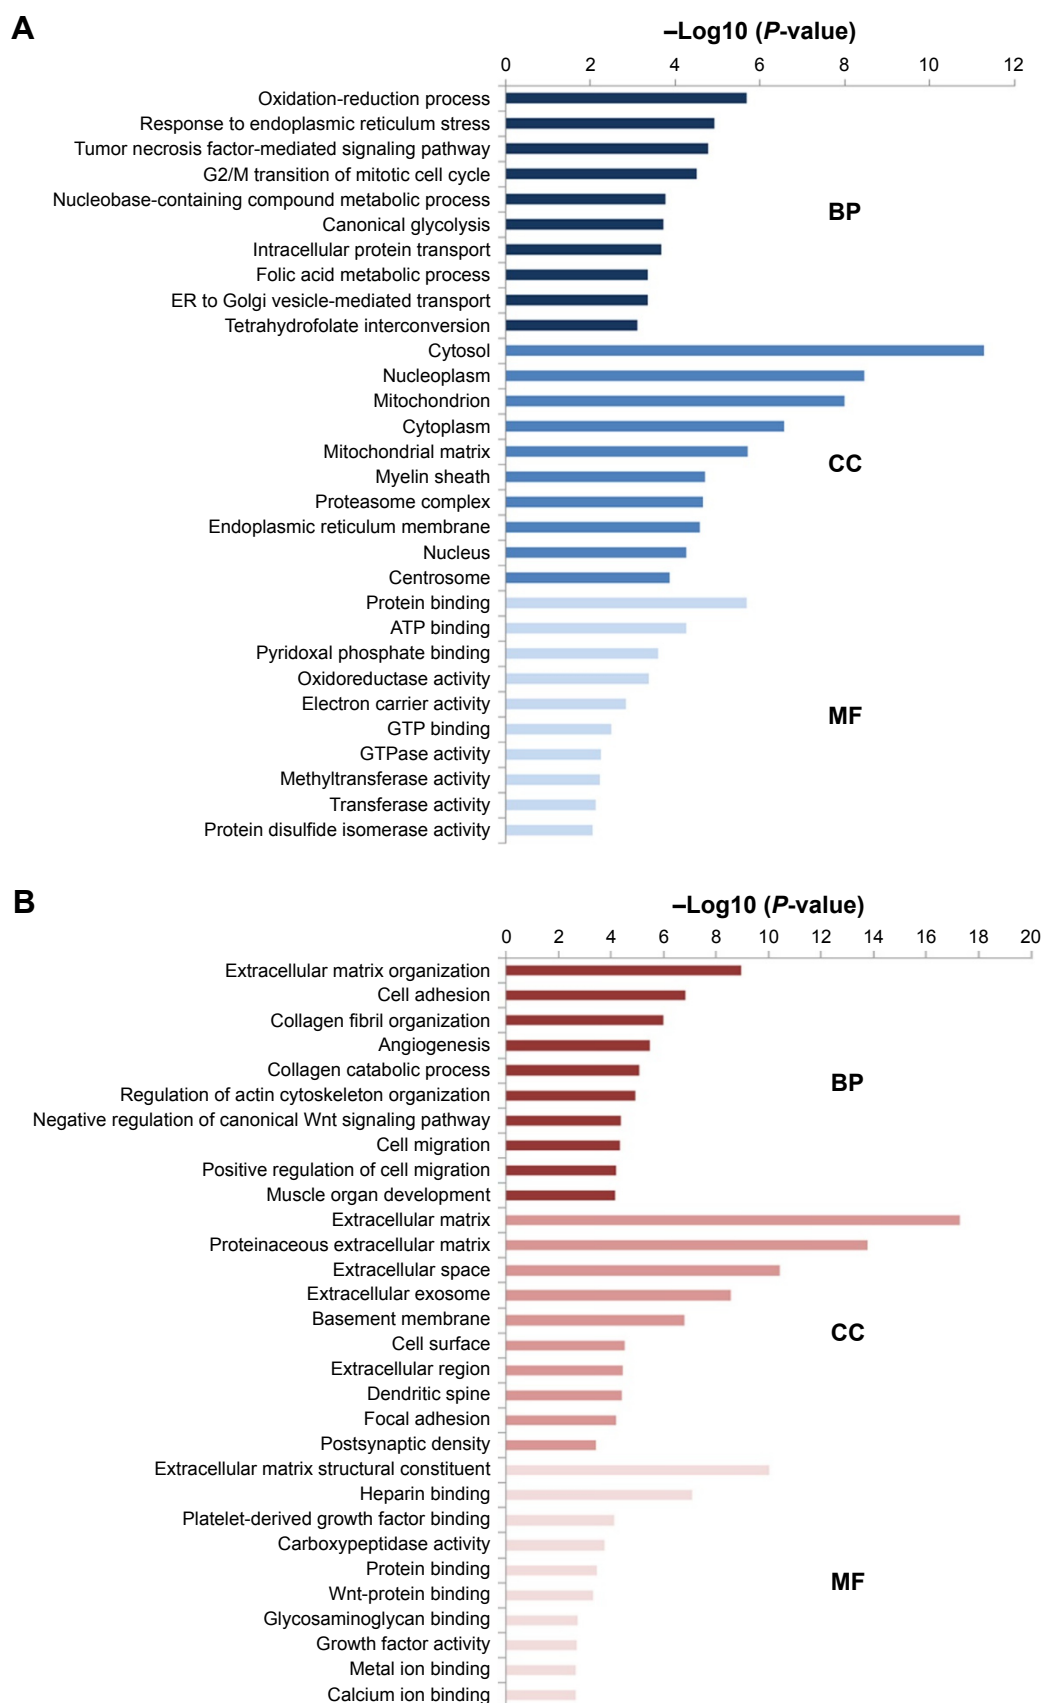 A
–Log10 (P-value)
0 2 4 6 8 10 12
Oxidation-reduction process
Response to endoplasmic reticulum stress
Tumor necrosis factor-mediated signaling pathway
G2/M transition of mitotic cell cycle
Nucleobase-containing compound metabolic process
BP
Canonical glycolysis
Intracellular protein transport
Folic acid metabolic process
ER to Golgi vesicle-mediated transport
Tetrahydrofolate interconversion
Cytosol
Nucleoplasm
Mitochondrion
Cytoplasm
Mitochondrial matrix
CC
Myelin sheath
Proteasome complex
Endoplasmic reticulum membrane
Nucleus
Centrosome
Protein binding
ATP binding
Pyridoxal phosphate binding
Oxidoreductase activity
Electron carrier activity
MF
GTP binding
GTPase activity
Methyltransferase activity
Transferase activity
Protein disulfide isomerase activity
B
–Log10 (P-value)
0 2 4 6 8 10 12 14 16 18 20
Extracellular matrix organization
Cell adhesion
Collagen fibril organization
Angiogenesis
Collagen catabolic process
BP
Regulation of actin cytoskeleton organization
Negative regulation of canonical Wnt signaling pathway
Cell migration
Positive regulation of cell migration
Muscle organ development
Extracellular matrix
Proteinaceous extracellular matrix
Extracellular space
Extracellular exosome
Basement membrane
CC
Cell surface
Extracellular region
Dendritic spine
Focal adhesion
Postsynaptic density
Extracellular matrix structural constituent
Heparin binding
Platelet-derived growth factor binding
Carboxypeptidase activity
Protein binding
MF
Wnt-protein binding
Glycosaminoglycan binding
Growth factor activity
Metal ion binding
Calcium ion binding